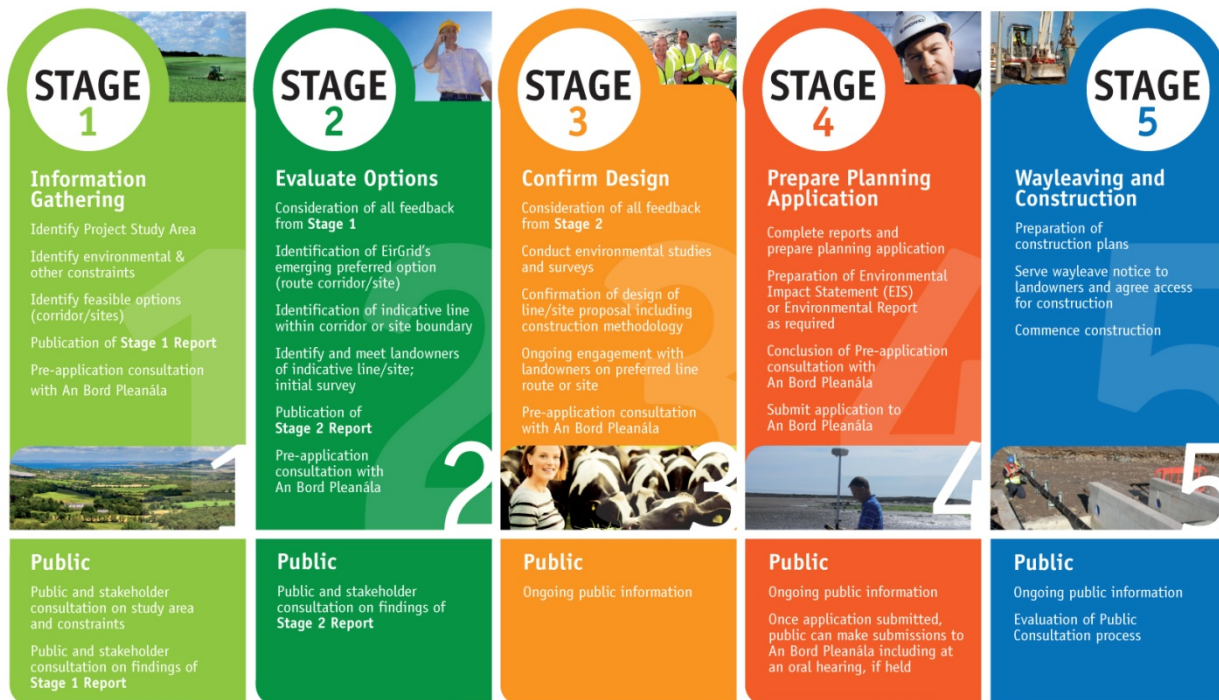 STAGE
1
Information
Gathering
Identify Project Study Area
Identify environmental &
other constraints
Identify feasible options
(corridor/sites)
Publication of Stage 1 Report
Pre-application consultation
with An Bord Pleanála
1
1
Public
Public and stakeholder
consultation on study area
and constraints
Public and stakeholder
consultation on findings of
Stage 1 Report
STAGE
2
Evaluate Options
Consideration of all feedback
from Stage 1
Identification of EirGrid's
emerging preferred option
(route corridor/site)
Identification of indicative line
within corridor or site boundary
Identify and meet landowners
of indicative line/site;
initial survey
Publication of
Stage 2 Report
Pre-application
consultation with
An Bord Pleanála
2
2
Public
Public and stakeholder
consultation on findings of
Stage 2 Report
STAGE
3
Confirm Design
Consideration of all feedback
from Stage 2
Conduct environmental studies
and surveys
Confirmation of design of
line/site proposal including
construction methodology
Ongoing engagement with
landowners on preferred line
route or site
Pre-application consultation
with An Bord Pleanála
3
3
Public
Ongoing public information
STAGE
4
Prepare Planning
Application
Complete reports and
prepare planning application
Preparation of Environmental
Impact Statement (EIS)
or Environmental Report
as required
Conclusion of Pre-application
consultation with
An Bord Pleanála
Submit application to
An Bord Pleanála
4
4
Public
Ongoing public information
Once application submitted,
public can make submissions to
An Bord Pleanála including at
an oral hearing, if held
STAGE
5
Wayleaving and
Construction
Preparation of
construction plans
Serve wayleave notice to
landowners and agree access
for construction
Commence construction
5
5
Public
Ongoing public information
Evaluation of Public
Consultation process